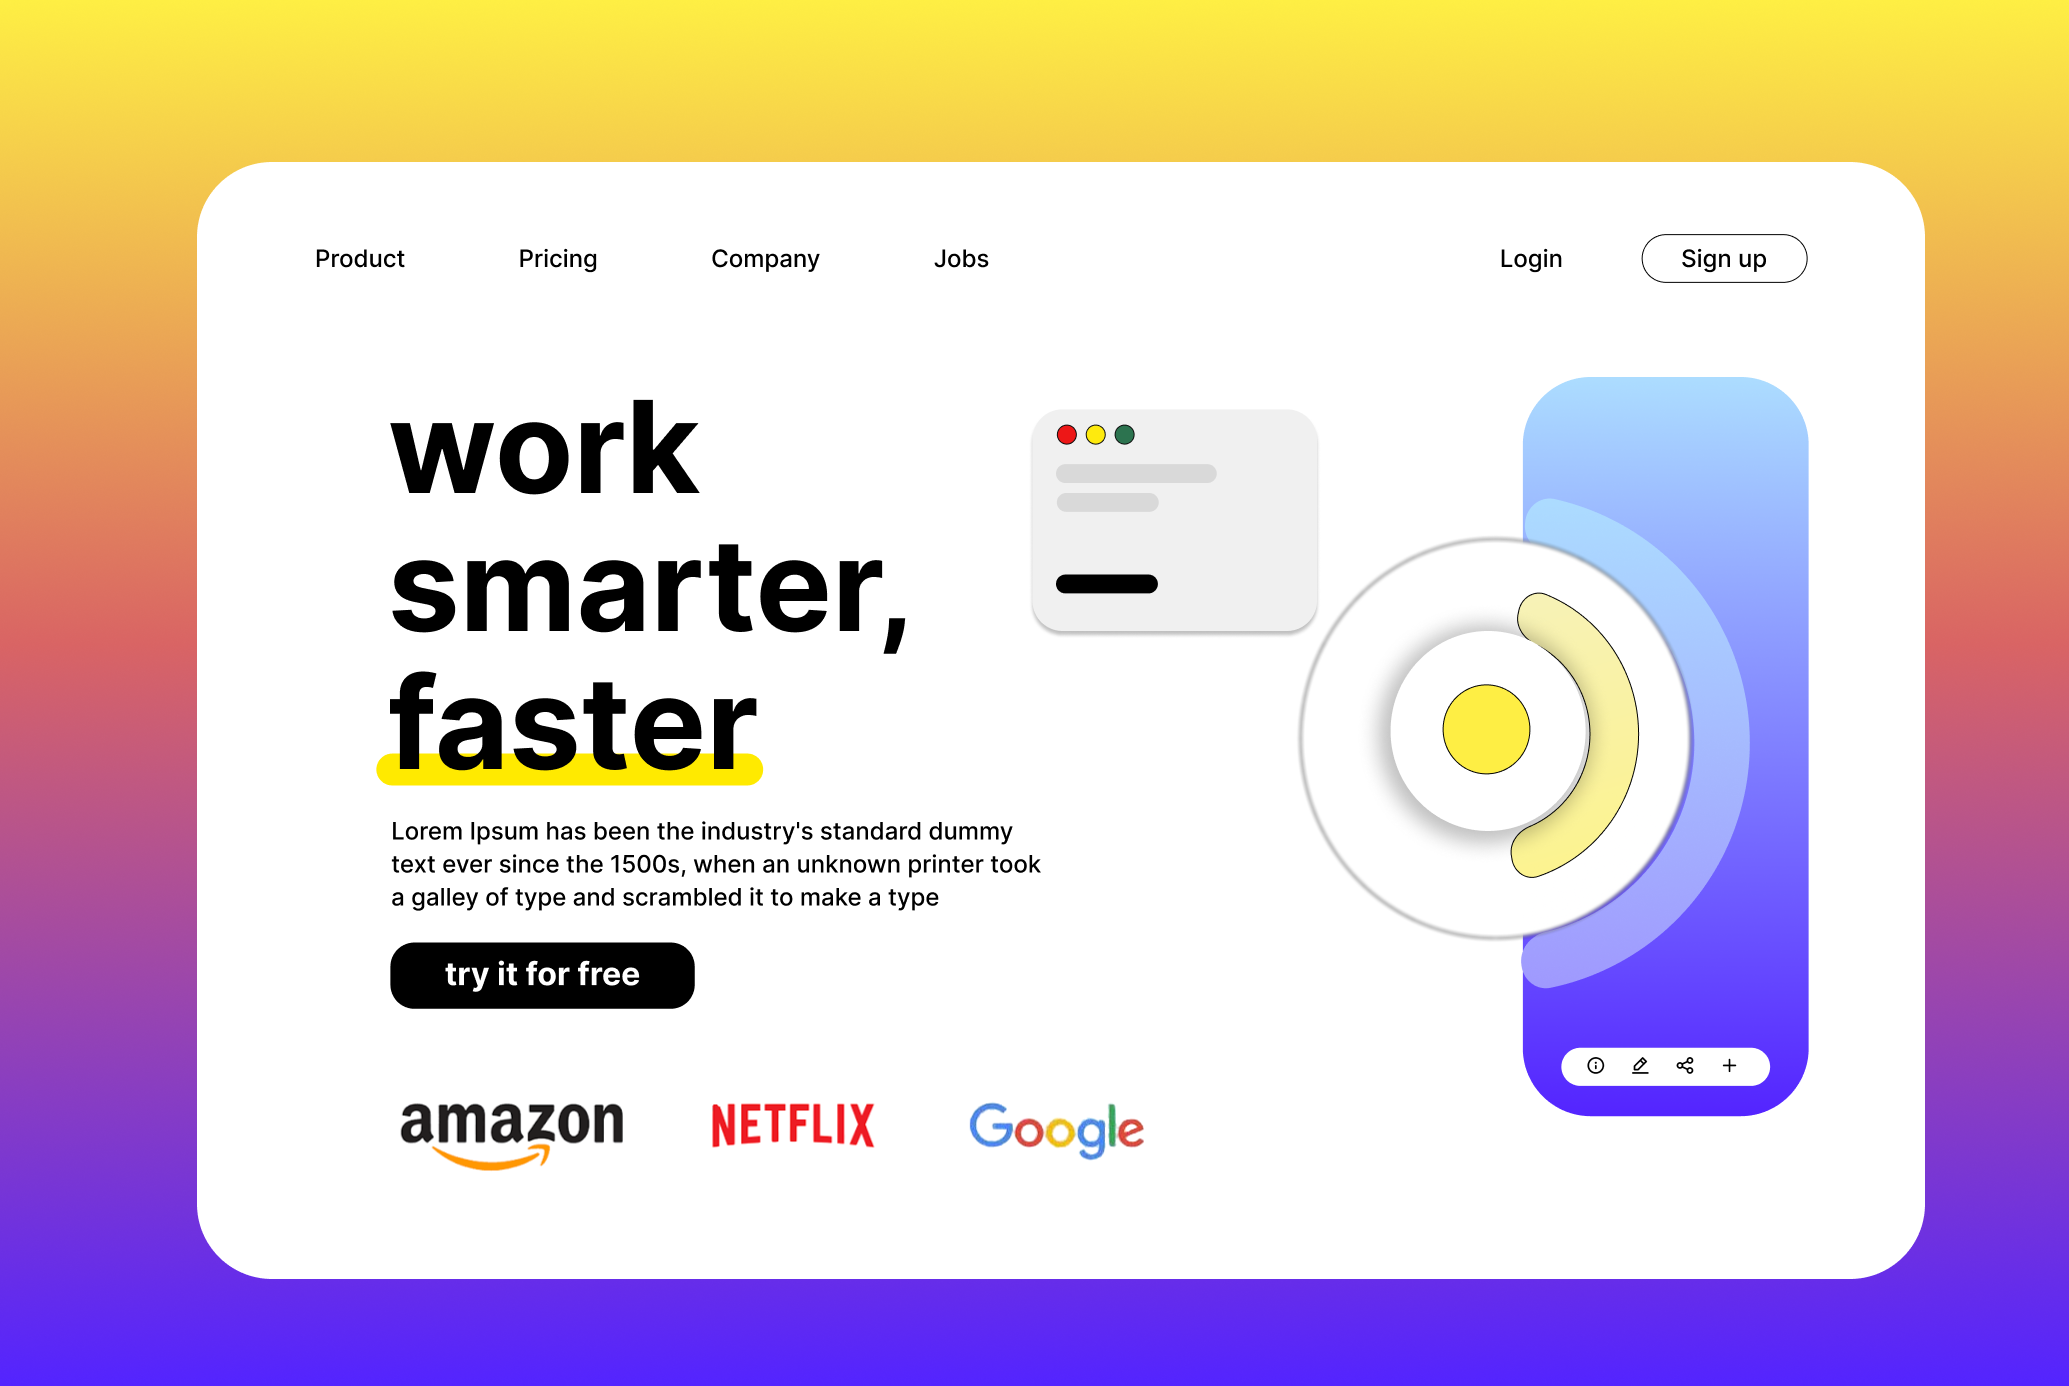 Product Pricing Company Jobs Login Sign up
work
smarter,
faster
Lorem Ipsum has been the industry's standard dummy
text ever since the 1500s, when an unknown printer took
a galley of type and scrambled it to make a type
try it for free
amazon NETFLIX Google